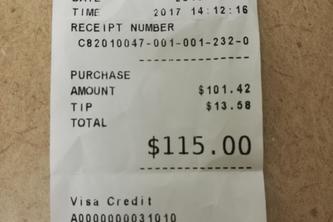 DATE
TIME 2017 14:12:16
RECEIPT NUMBER
C82010047-001-001-232-0
PURCHASE
AMOUNT $101.42
TIP $13.58
TOTAL
$115.00
Visa Credit
A0000000031010